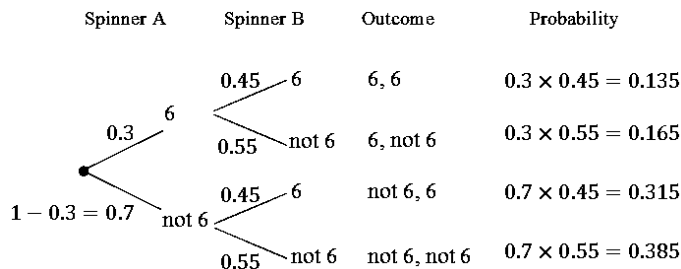 Spinner A Spinner B Outcome Probability
0.45 6 6, 6 0.3 × 0.45 = 0.135
6
0.3
0.55 not 6 6, not 6 0.3 × 0.55 = 0.165
0.45 6 not 6, 6 0.7 × 0.45 = 0.315
1 − 0.3 = 0.7 not 6
0.55 not 6 not 6, not 6 0.7 × 0.55 = 0.385